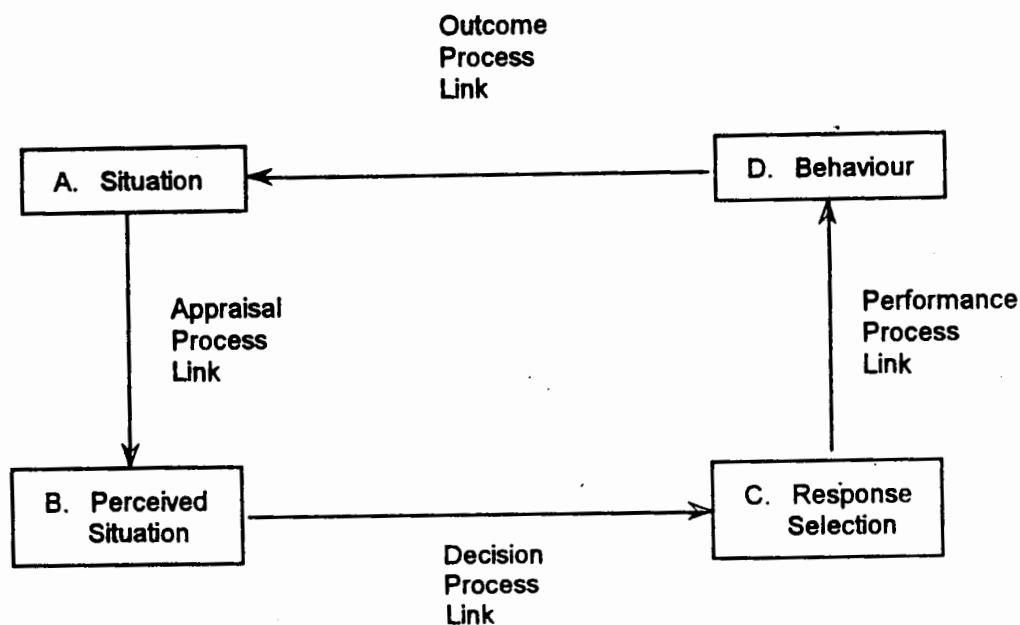 Outcome
Process
Link
A. Situation
D. Behaviour
Appraisal
Process
Link
Performance
Process
Link
B. Perceived
Situation
C. Response
Selection
Decision
Process
Link